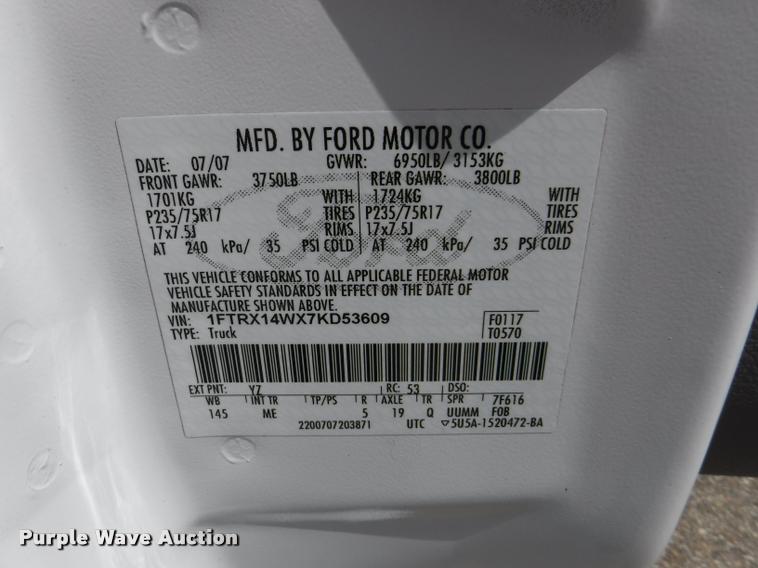 MFD. BY FORD MOTOR CO.
DATE: 07/07 GVWR: 6950LB/ 3153KG
FRONT GAWR: 3750LB REAR GAWR: 3800LB
1701KG WITH 1724KG WITH
P235/75R17 TIRES P235/75R17 TIRES
17x7.5J RIMS 17x7.5J RIMS
AT 240 kPa/ 35 PSI COLD AT 240 kPa/ 35 PSI COLD
THIS VEHICLE CONFORMS TO ALL APPLICABLE FEDERAL MOTOR
VEHICLE SAFETY STANDARDS IN EFFECT ON THE DATE OF
MANUFACTURE SHOWN ABOVE.
VIN: 1FTRX14WX7KD53609 F0117
TYPE: Truck T0570
EXT PNT: YZ RC: 53 DSO:
WB INT TR TP/PS R AXLE TR SPR 7F616
145 ME 5 19 Q UUMM FOB
2200707203871 UTC 5U5A-1520472-BA
Ford
Purple Wave Auction